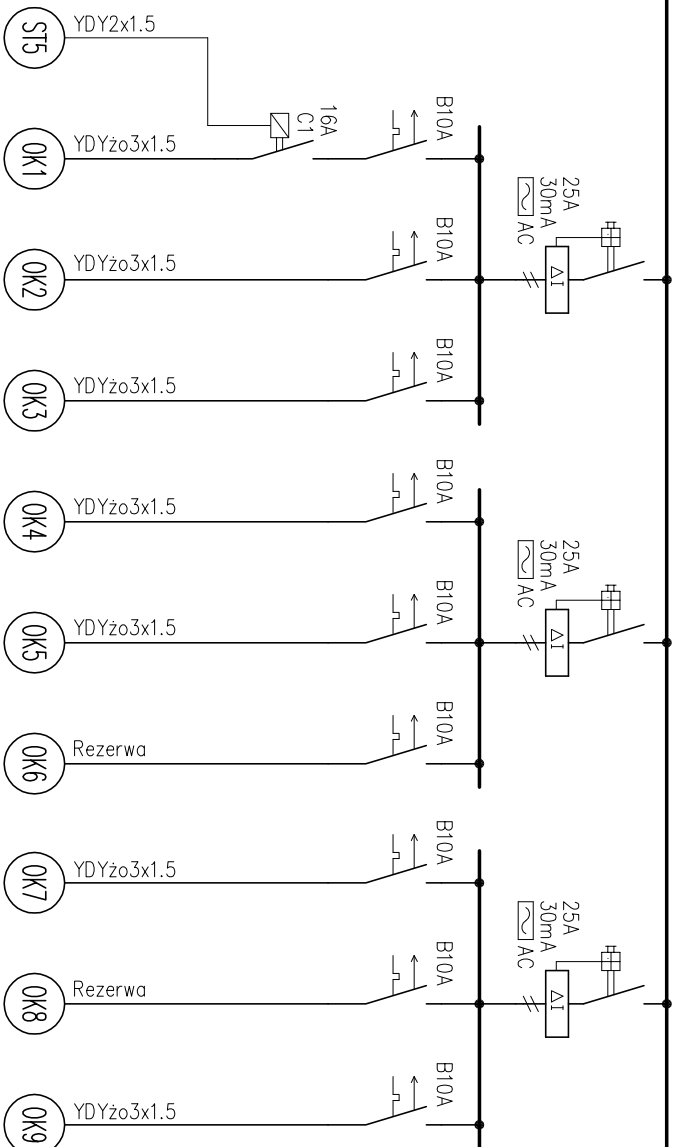 ST5
YDY2x1.5
16A
C1
B10A
OK1
YDYżo3x1.5
25A
30mA
AC
ΔI
B10A
OK2
YDYżo3x1.5
B10A
OK3
YDYżo3x1.5
B10A
OK4
YDYżo3x1.5
25A
30mA
AC
ΔI
B10A
OK5
YDYżo3x1.5
B10A
OK6
Rezerwa
B10A
OK7
YDYżo3x1.5
25A
30mA
AC
ΔI
B10A
OK8
Rezerwa
B10A
OK9
YDYżo3x1.5